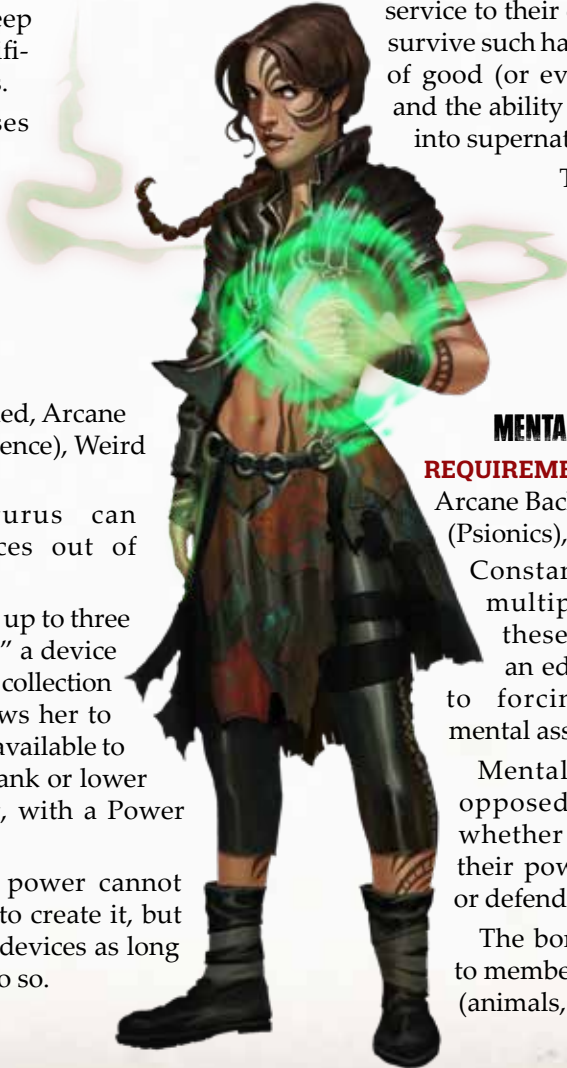 eep
ifi-
s.
ses
ed, Arcane
ence), Weird
urus can
ces out of
up to three
” a device
collection
ws her to
available to
ank or lower
, with a Power
power cannot
to create it, but
devices as long
o so.
service to their
survive such ha
of good (or ev
and the ability
into supernat
T
MENTA
REQUIREME
Arcane Bac
(Psionics),
Constan
multip
these
an ed
to forcin
mental ass
Mental
opposed
whether
their pow
or defend
The bor
to membe
(animals,